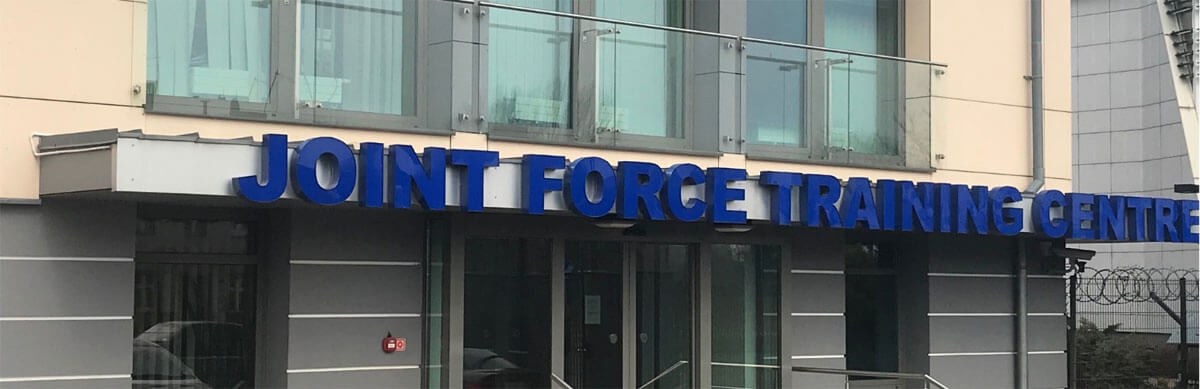 JOINT FORCE TRAINING CENTRE